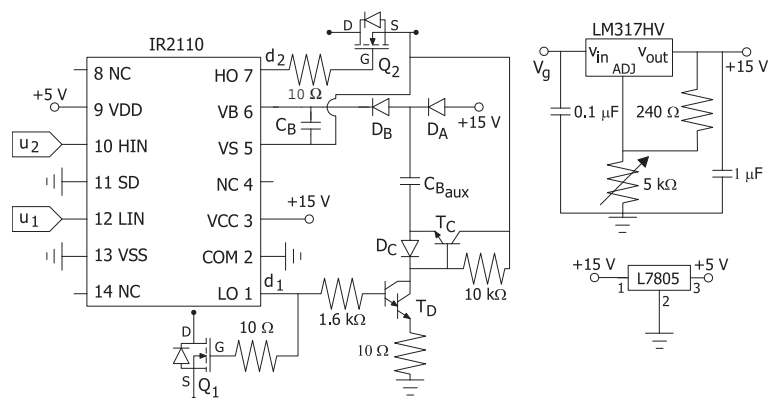 IR2110
8 NC
9 VDD
10 HIN
11 SD
12 LIN
13 VSS
14 NC
HO 7
VB 6
VS 5
NC 4
VCC 3
COM 2
LO 1
+5 V
u2
u1
d2
10 Ω
D
S
G
Q2
CB
DB
DA
+15 V
CBaux
+15 V
TC
DC
10 kΩ
d1
1.6 kΩ
TD
10 Ω
10 Ω
D
G
S
Q1
LM317HV
Vg
Vin
Vout
ADJ
+15 V
0.1 µF
240 Ω
5 kΩ
1 µF
+15 V
L7805
+5 V
1
2
3